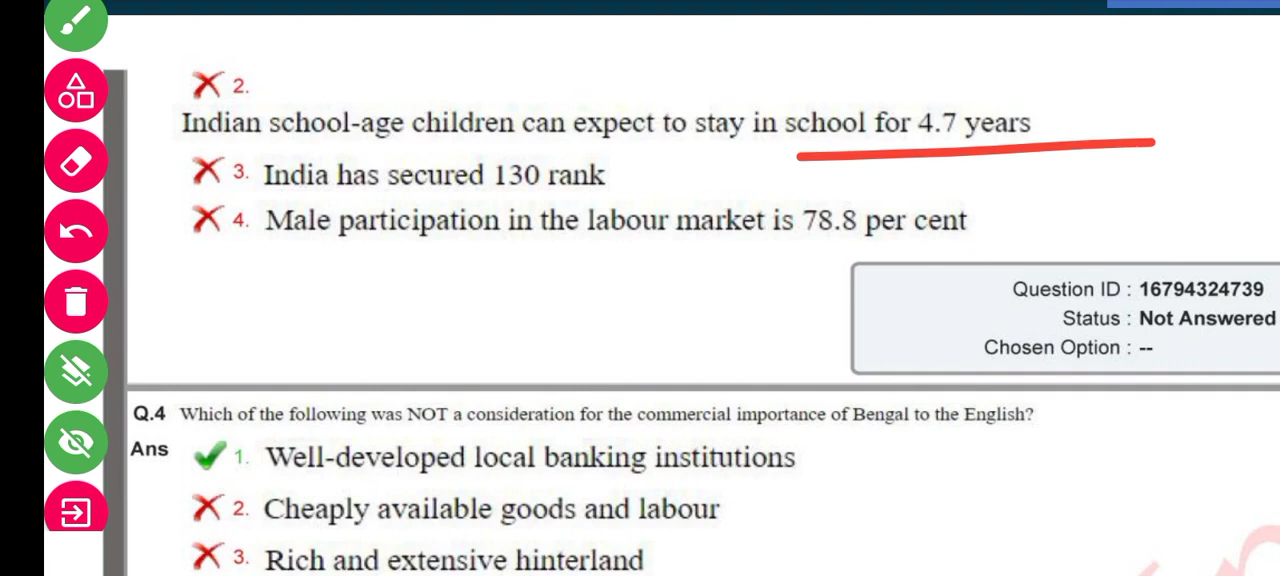 2.
Indian school-age children can expect to stay in school for 4.7 years
3. India has secured 130 rank
4. Male participation in the labour market is 78.8 per cent
Question ID : 16794324739
Status : Not Answered
Chosen Option : --
Q.4 Which of the following was NOT a consideration for the commercial importance of Bengal to the English?
Ans 1. Well-developed local banking institutions
2. Cheaply available goods and labour
3. Rich and extensive hinterland